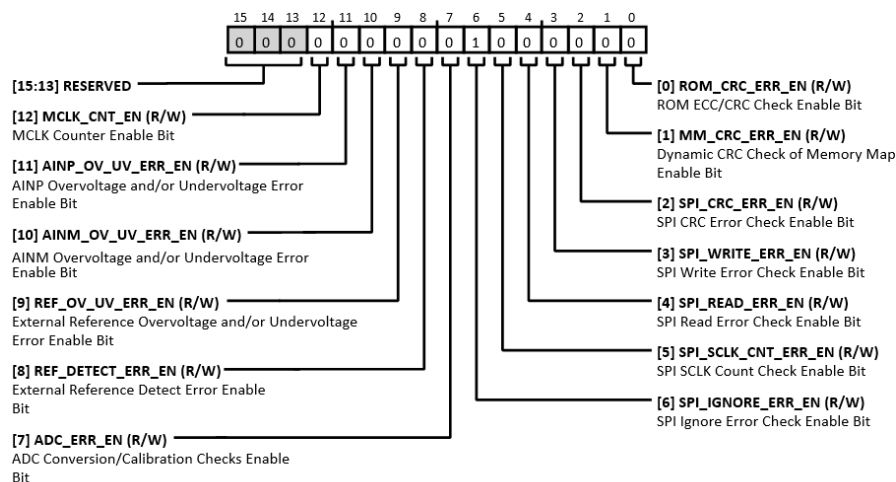 15 14 13 12 11 10 9 8 7 6 5 4 3 2 1 0
0 0 0 0 0 0 0 0 0 1 0 0 0 0 0 0
[15:13] RESERVED
[12] MCLK_CNT_EN (R/W)
MCLK Counter Enable Bit
[11] AINP_OV_UV_ERR_EN (R/W)
AINP Overvoltage and/or Undervoltage Error
Enable Bit
[10] AINM_OV_UV_ERR_EN (R/W)
AINM Overvoltage and/or Undervoltage Error
Enable Bit
[9] REF_OV_UV_ERR_EN (R/W)
External Reference Overvoltage and/or Undervoltage
Error Enable Bit
[8] REF_DETECT_ERR_EN (R/W)
External Reference Detect Error Enable
Bit
[7] ADC_ERR_EN (R/W)
ADC Conversion/Calibration Checks Enable
Bit
[0] ROM_CRC_ERR_EN (R/W)
ROM ECC/CRC Check Enable Bit
[1] MM_CRC_ERR_EN (R/W)
Dynamic CRC Check of Memory Map
Enable Bit
[2] SPI_CRC_ERR_EN (R/W)
SPI CRC Error Check Enable Bit
[3] SPI_WRITE_ERR_EN (R/W)
SPI Write Error Check Enable Bit
[4] SPI_READ_ERR_EN (R/W)
SPI Read Error Check Enable Bit
[5] SPI_SCLK_CNT_ERR_EN (R/W)
SPI SCLK Count Check Enable Bit
[6] SPI_IGNORE_ERR_EN (R/W)
SPI Ignore Error Check Enable Bit